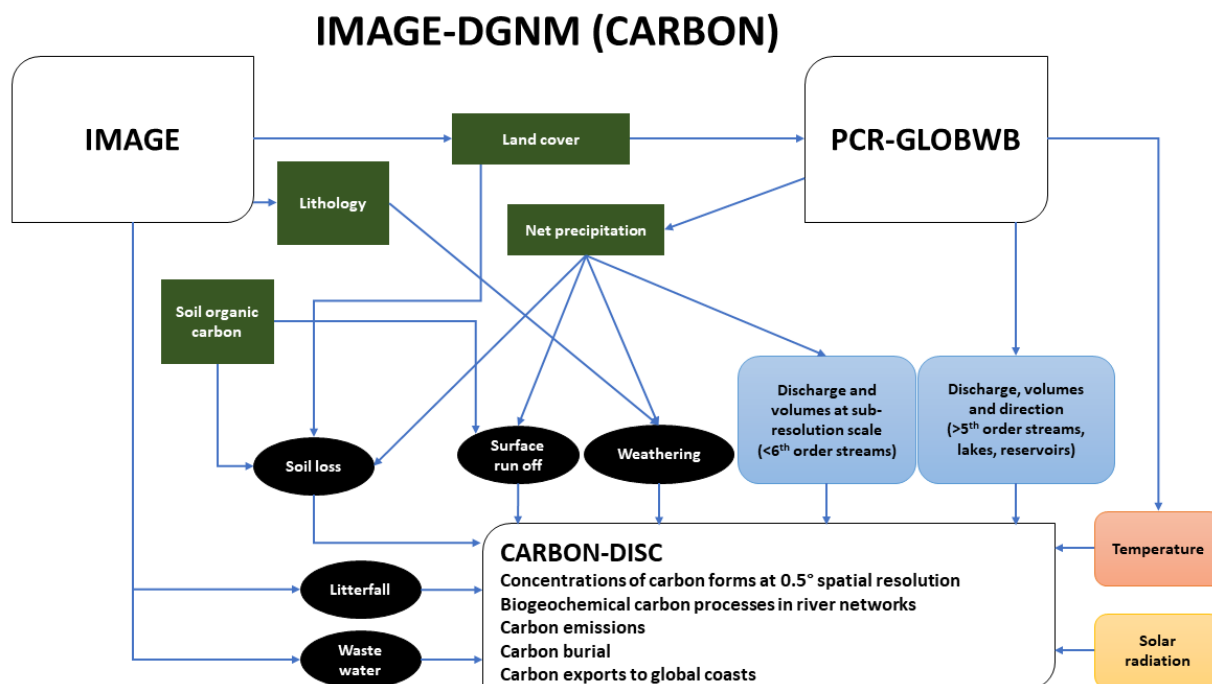 IMAGE-DGNM (CARBON)
IMAGE
Land cover
PCR-GLOBWB
Lithology
Net precipitation
Soil organic
carbon
Discharge and
volumes at sub-
resolution scale
(<6th order streams)
Discharge, volumes
and direction
(>5th order streams,
lakes, reservoirs)
Soil loss
Surface
run off
Weathering
CARBON-DISC
Concentrations of carbon forms at 0.5° spatial resolution
Biogeochemical carbon processes in river networks
Carbon emissions
Carbon burial
Carbon exports to global coasts
Temperature
Litterfall
Waste
water
Solar
radiation